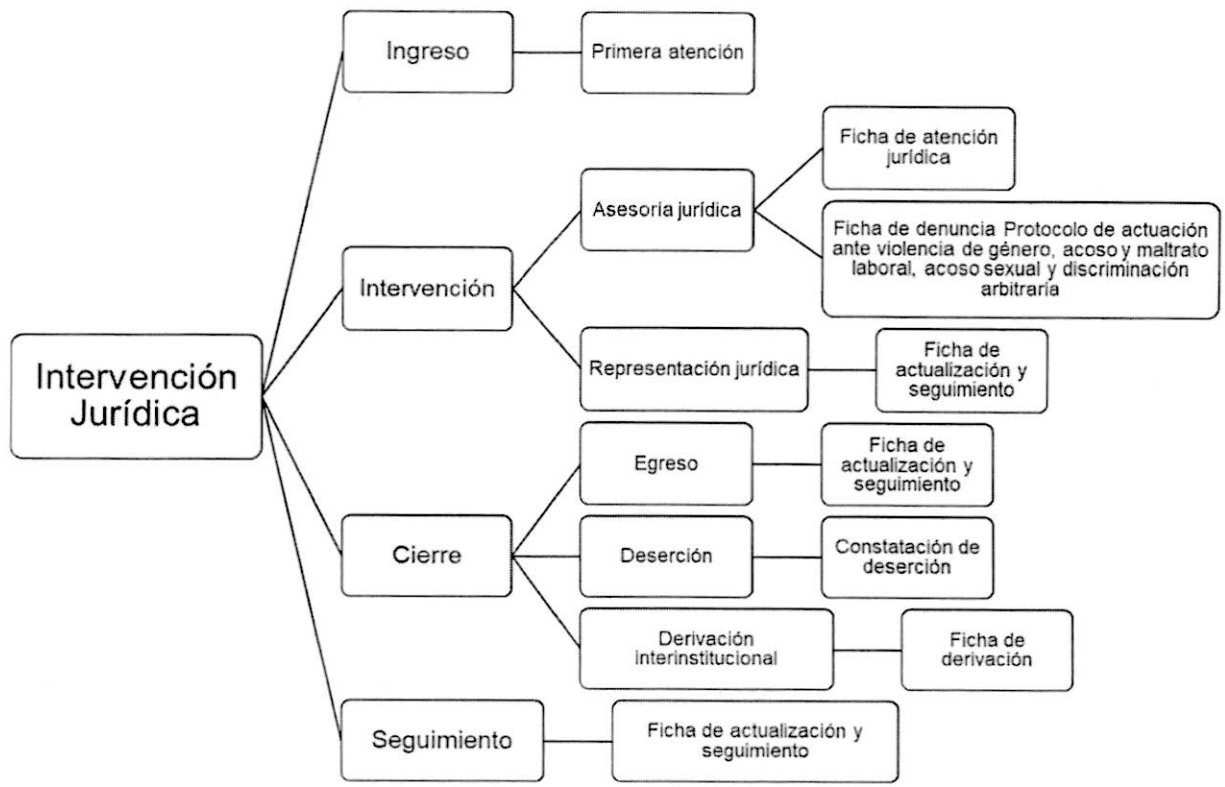 Ingreso
Primera atención
Intervención
Jurídica
Intervención
Asesoría jurídica
Ficha de atención
jurídica
Ficha de denuncia Protocolo de actuación
ante violencia de género, acoso y maltrato
laboral, acoso sexual y discriminación
arbitraria
Representación jurídica
Ficha de
actualización y
seguimiento
Cierre
Egreso
Ficha de
actualización y
seguimiento
Deserción
Constatación de
deserción
Derivación
interinstitucional
Ficha de
derivación
Seguimiento
Ficha de actualización y
seguimiento